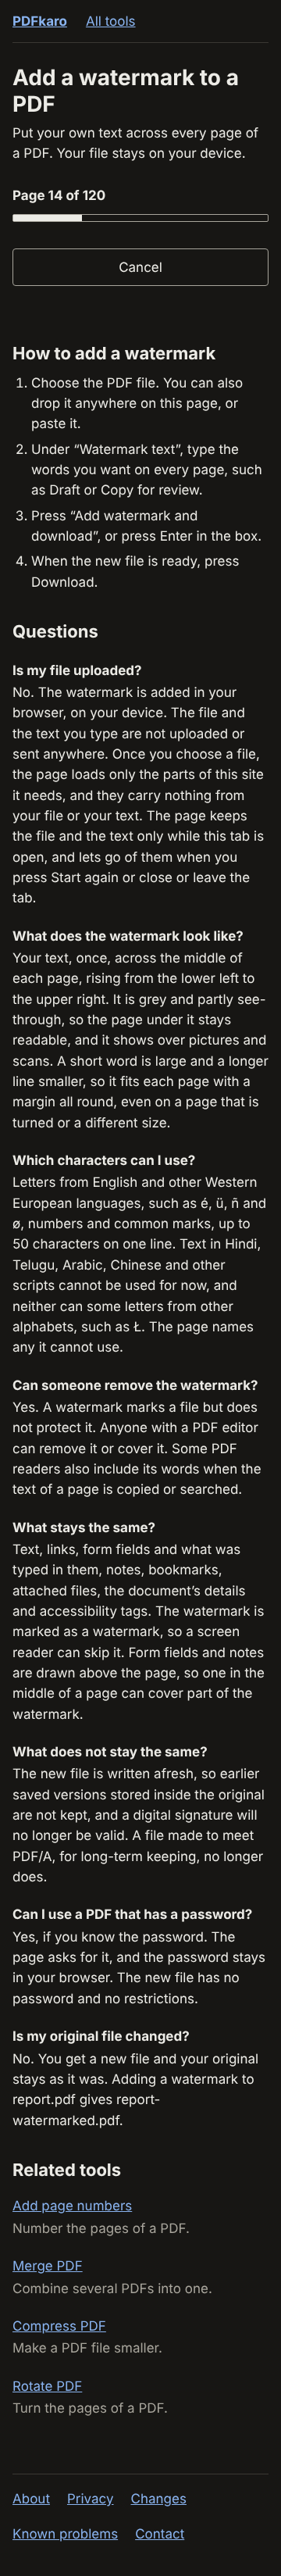 PDFkaro All tools
Add a watermark to a
PDF
Put your own text across every page of
a PDF. Your file stays on your device.
Page 14 of 120
Cancel
How to add a watermark
1. Choose the PDF file. You can also
drop it anywhere on this page, or
paste it.
2. Under “Watermark text”, type the
words you want on every page, such
as Draft or Copy for review.
3. Press “Add watermark and
download”, or press Enter in the box.
4. When the new file is ready, press
Download.
Questions
Is my file uploaded?
No. The watermark is added in your
browser, on your device. The file and
the text you type are not uploaded or
sent anywhere. Once you choose a file,
the page loads only the parts of this site
it needs, and they carry nothing from
your file or your text. The page keeps
the file and the text only while this tab is
open, and lets go of them when you
press Start again or close or leave the
tab.
What does the watermark look like?
Your text, once, across the middle of
each page, rising from the lower left to
the upper right. It is grey and partly see-
through, so the page under it stays
readable, and it shows over pictures and
scans. A short word is large and a longer
line smaller, so it fits each page with a
margin all round, even on a page that is
turned or a different size.
Which characters can I use?
Letters from English and other Western
European languages, such as é, ü, ñ and
ø, numbers and common marks, up to
50 characters on one line. Text in Hindi,
Telugu, Arabic, Chinese and other
scripts cannot be used for now, and
neither can some letters from other
alphabets, such as Ł. The page names
any it cannot use.
Can someone remove the watermark?
Yes. A watermark marks a file but does
not protect it. Anyone with a PDF editor
can remove it or cover it. Some PDF
readers also include its words when the
text of a page is copied or searched.
What stays the same?
Text, links, form fields and what was
typed in them, notes, bookmarks,
attached files, the document’s details
and accessibility tags. The watermark is
marked as a watermark, so a screen
reader can skip it. Form fields and notes
are drawn above the page, so one in the
middle of a page can cover part of the
watermark.
What does not stay the same?
The new file is written afresh, so earlier
saved versions stored inside the original
are not kept, and a digital signature will
no longer be valid. A file made to meet
PDF/A, for long-term keeping, no longer
does.
Can I use a PDF that has a password?
Yes, if you know the password. The
page asks for it, and the password stays
in your browser. The new file has no
password and no restrictions.
Is my original file changed?
No. You get a new file and your original
stays as it was. Adding a watermark to
report.pdf gives report-
watermarked.pdf.
Related tools
Add page numbers
Number the pages of a PDF.
Merge PDF
Combine several PDFs into one.
Compress PDF
Make a PDF file smaller.
Rotate PDF
Turn the pages of a PDF.
About Privacy Changes
Known problems Contact